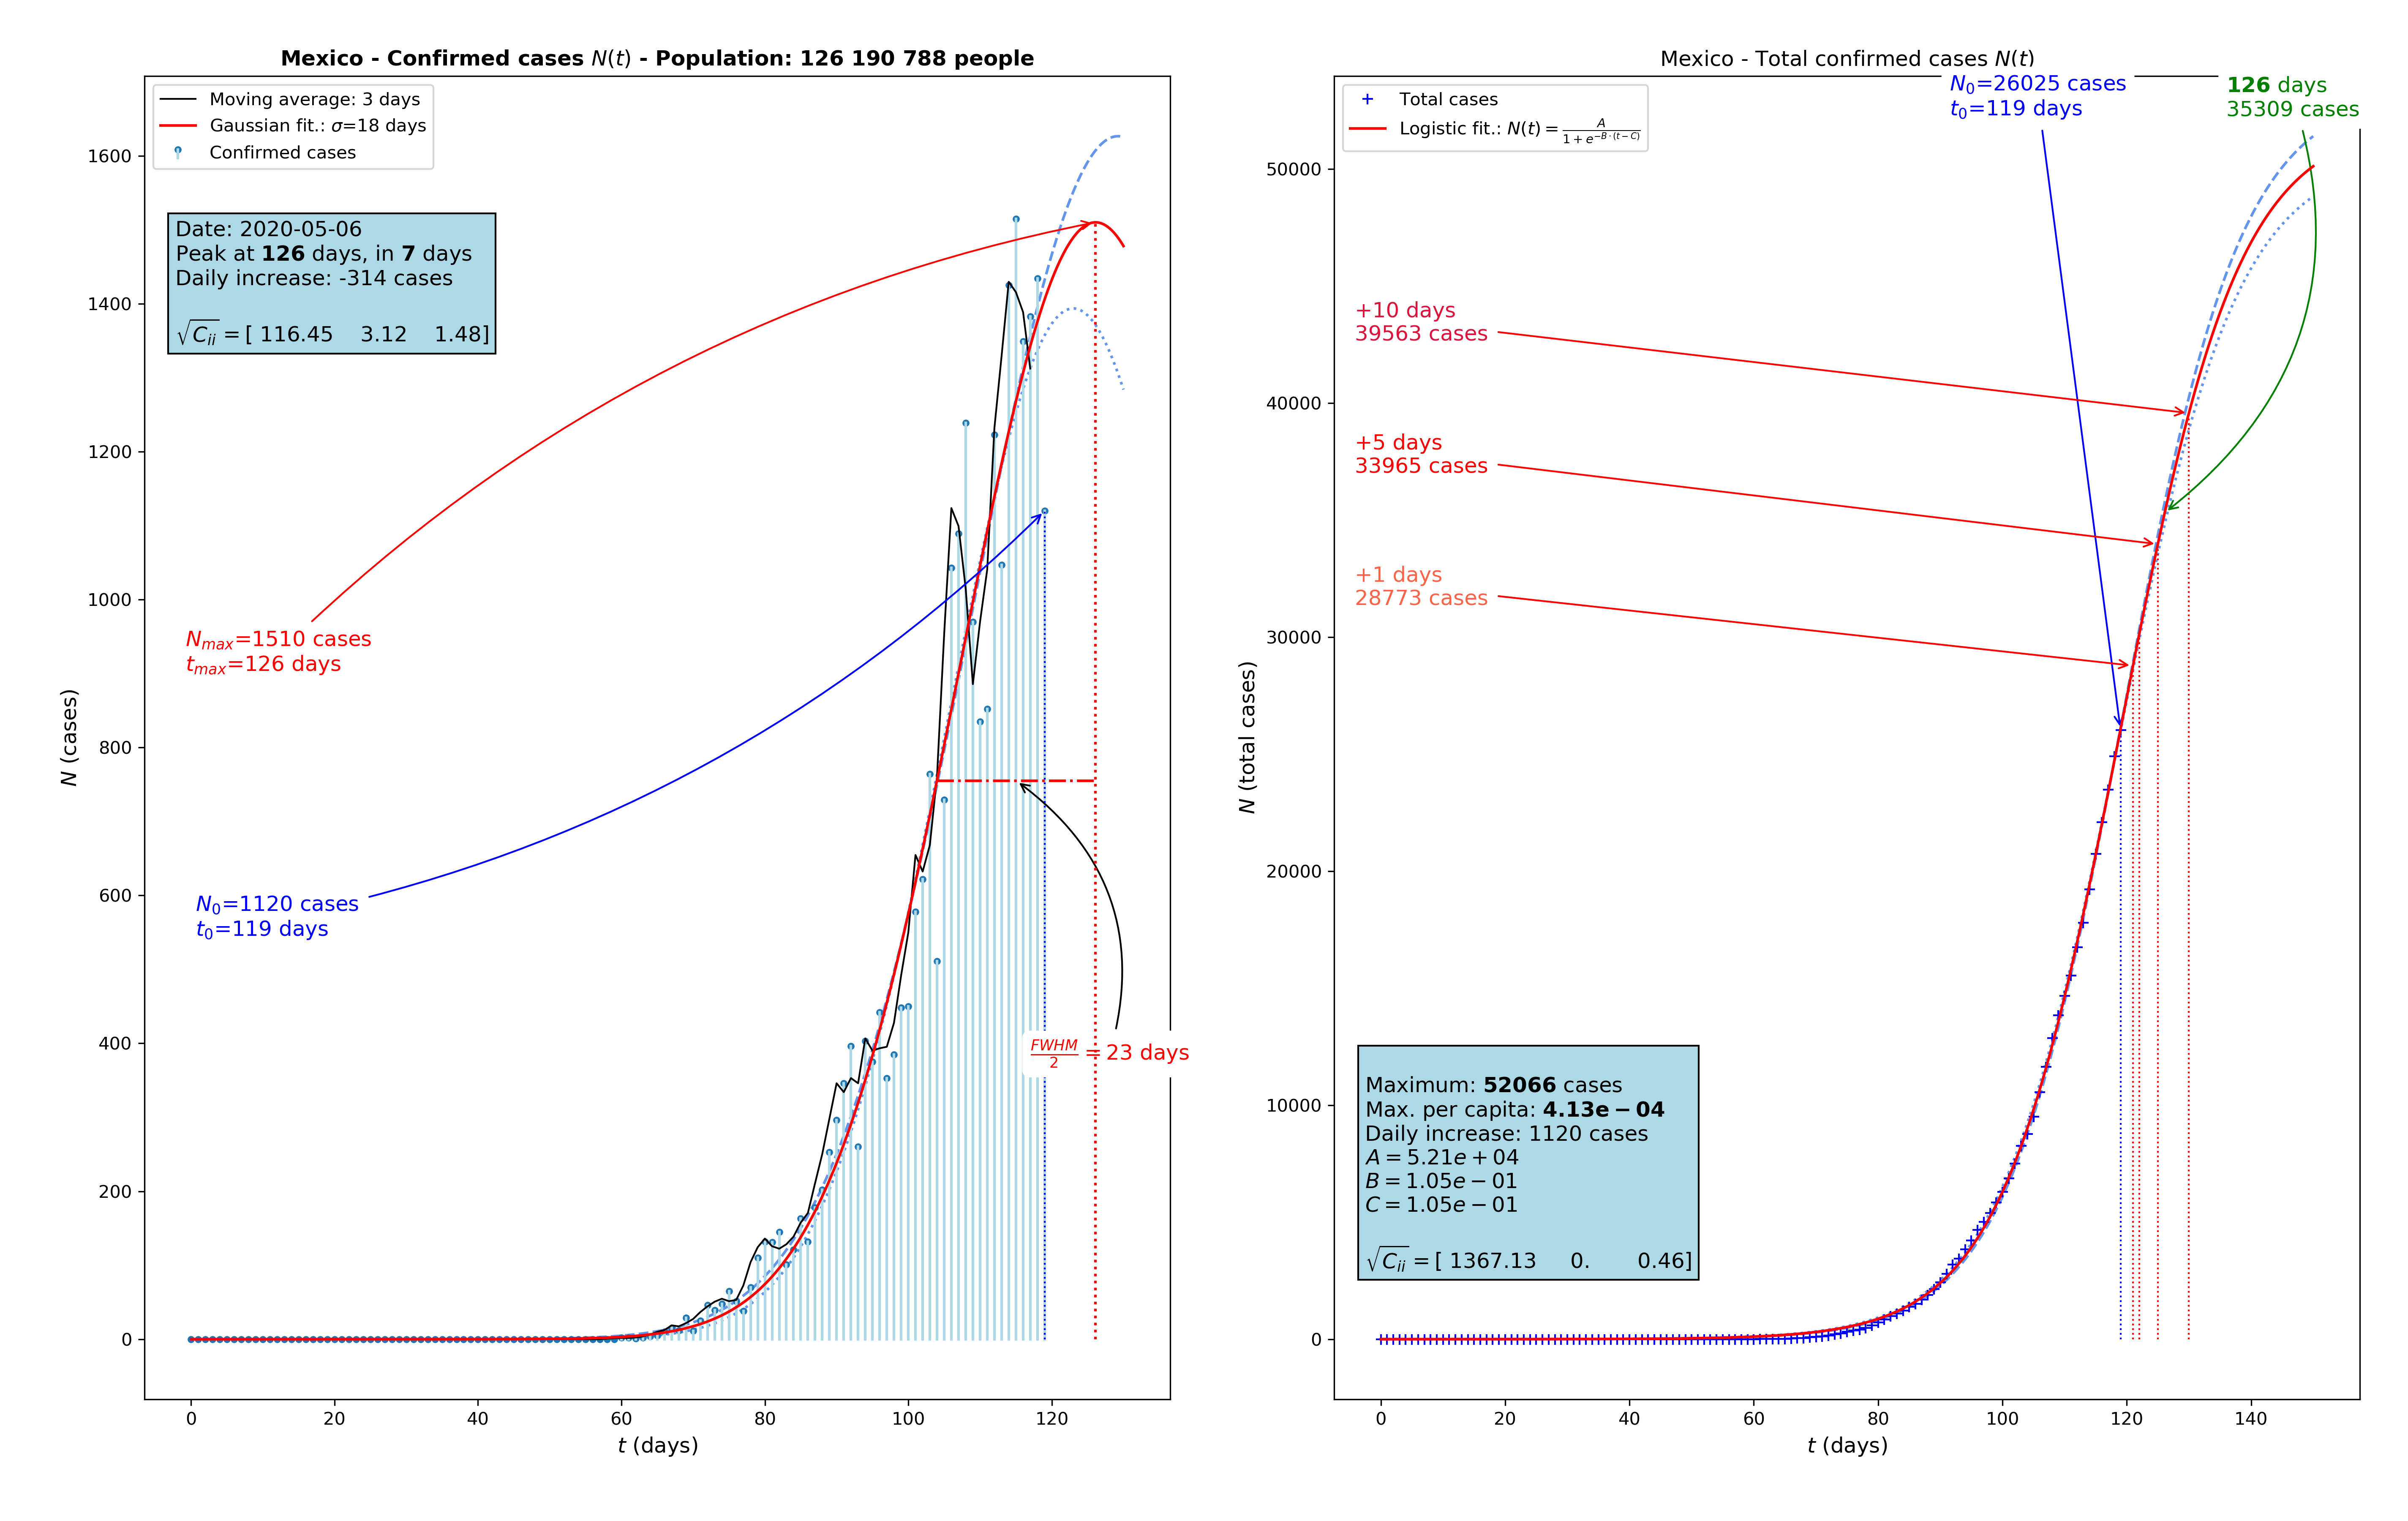 Mexico - Confirmed cases N(t) - Population: 126 190 788 people
Moving average: 3 days
Gaussian fit.: σ=18 days
Confirmed cases
Date: 2020-05-06
Peak at 126 days, in 7 days
Daily increase: -314 cases
√C_ii = [ 116.45 3.12 1.48]
N_max=1510 cases
t_max=126 days
N_0=1120 cases
t_0=119 days
FWHM/2 = 23 days
N (cases)
1600
1400
1200
1000
800
600
400
200
0
0 20 40 60 80 100 120
t (days)
Mexico - Total confirmed cases N(t)
Total cases
Logistic fit.: N(t) = A/(1+e^{-B·(t-C)})
N_0=26025 cases
t_0=119 days
126 days
35309 cases
+10 days
39563 cases
+5 days
33965 cases
+1 days
28773 cases
Maximum: 52066 cases
Max. per capita: 4.13e − 04
Daily increase: 1120 cases
A = 5.21e + 04
B = 1.05e − 01
C = 1.05e − 01
√C_ii = [ 1367.13 0. 0.46]
N (total cases)
50000
40000
30000
20000
10000
0
0 20 40 60 80 100 120 140
t (days)